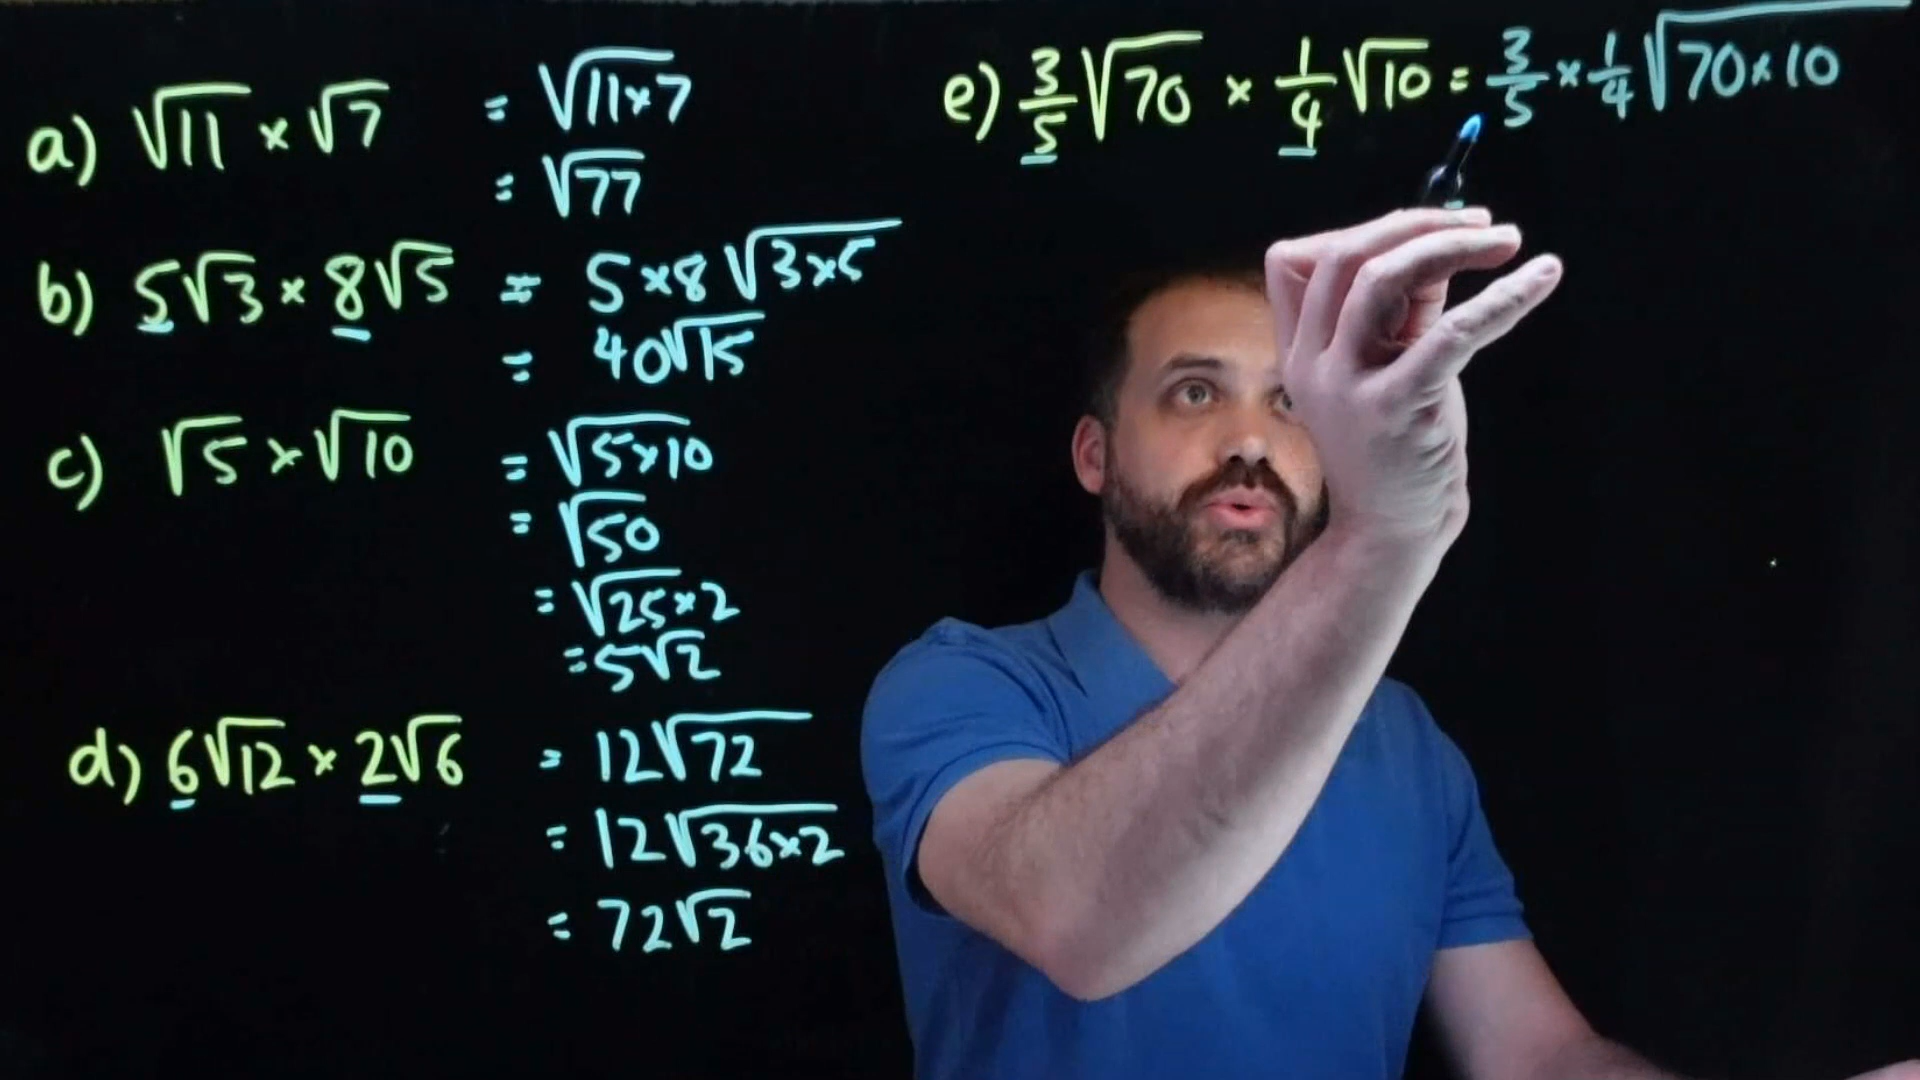 a) √11 × √7 = √11×7
= √77
b) 5√3 × 8√5 = 5×8√3×5
= 40√15
c) √5 × √10 = √5×10
= √50
= √25×2
= 5√2
d) 6√12 × 2√6 = 12√72
= 12√36×2
= 72√2
e) 3/5 √70 × 1/4 √10 = 3/5 × 1/4 √70×10